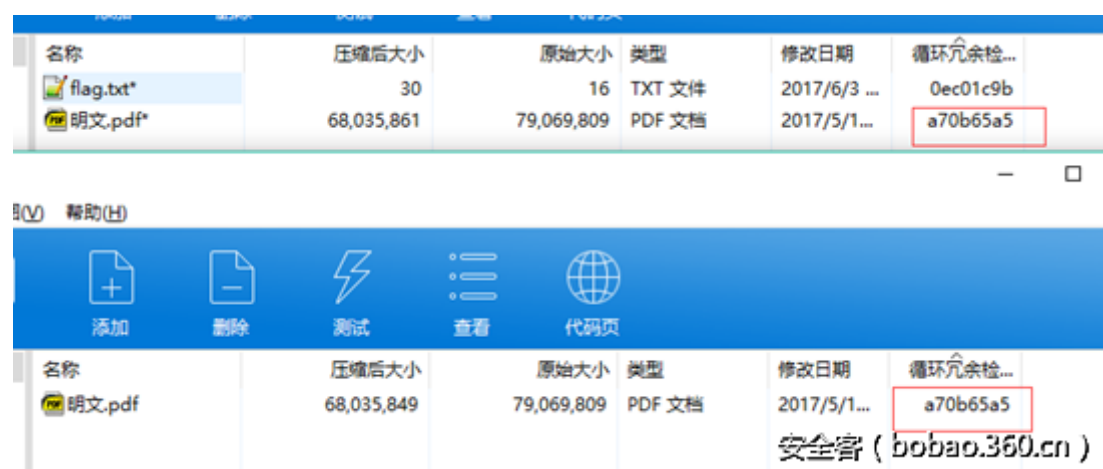 名称 压缩后大小 原始大小 类型 修改日期 循环冗余检...
flag.txt* 30 16 TXT 文件 2017/6/3 ... 0ec01c9b
明文.pdf* 68,035,861 79,069,809 PDF 文档 2017/5/1... a70b65a5
(V) 帮助(H)
添加 删除 测试 查看 代码页
名称 压缩后大小 原始大小 类型 修改日期 循环冗余检...
明文.pdf 68,035,849 79,069,809 PDF 文档 2017/5/1... a70b65a5
安全客 ( bobao.360.cn )